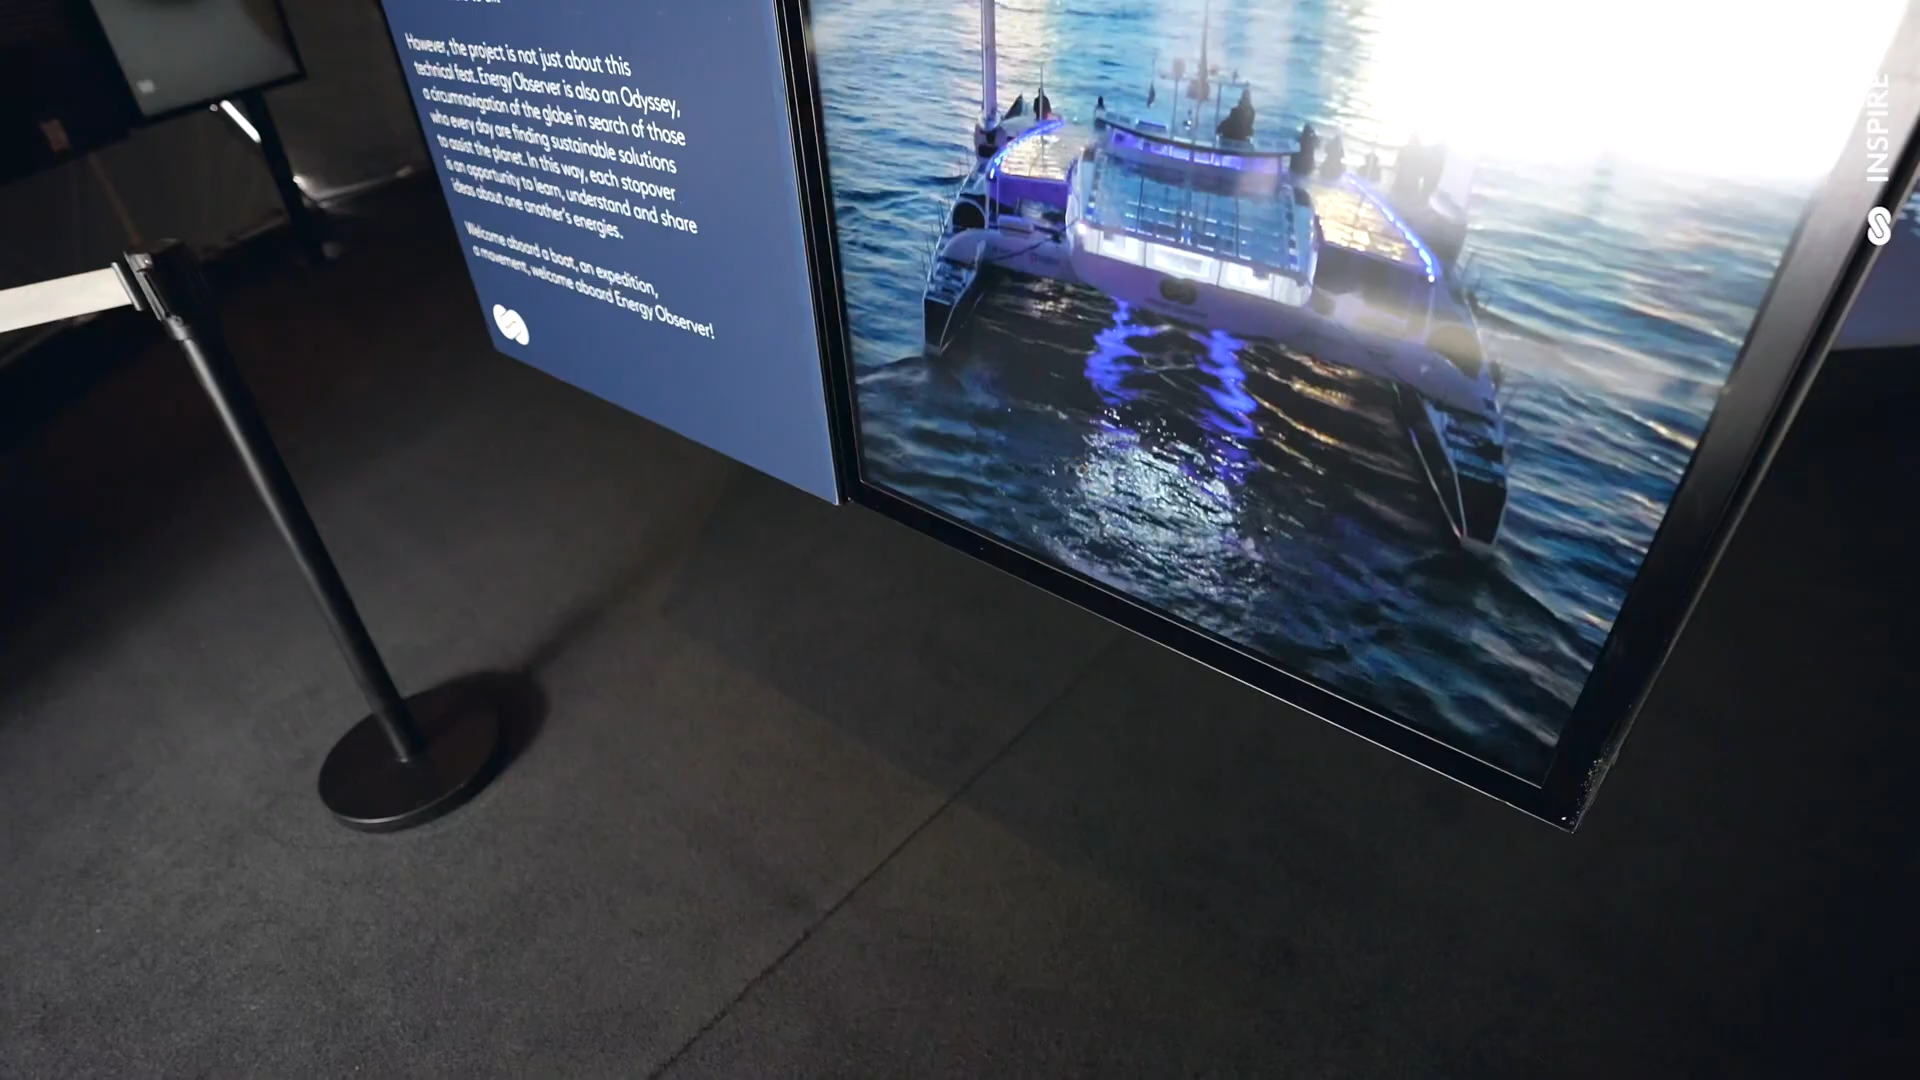 However, the project is not just about this
technical feat. Energy Observer is also an Odyssey,
a circumnavigation of the globe in search of those
who every day are finding sustainable solutions
to assist the planet. In this way, each stopover
is an opportunity to learn, understand and share
ideas about one another's energies.
Welcome aboard a boat, an expedition,
a movement, welcome aboard Energy Observer!
INSPIRE